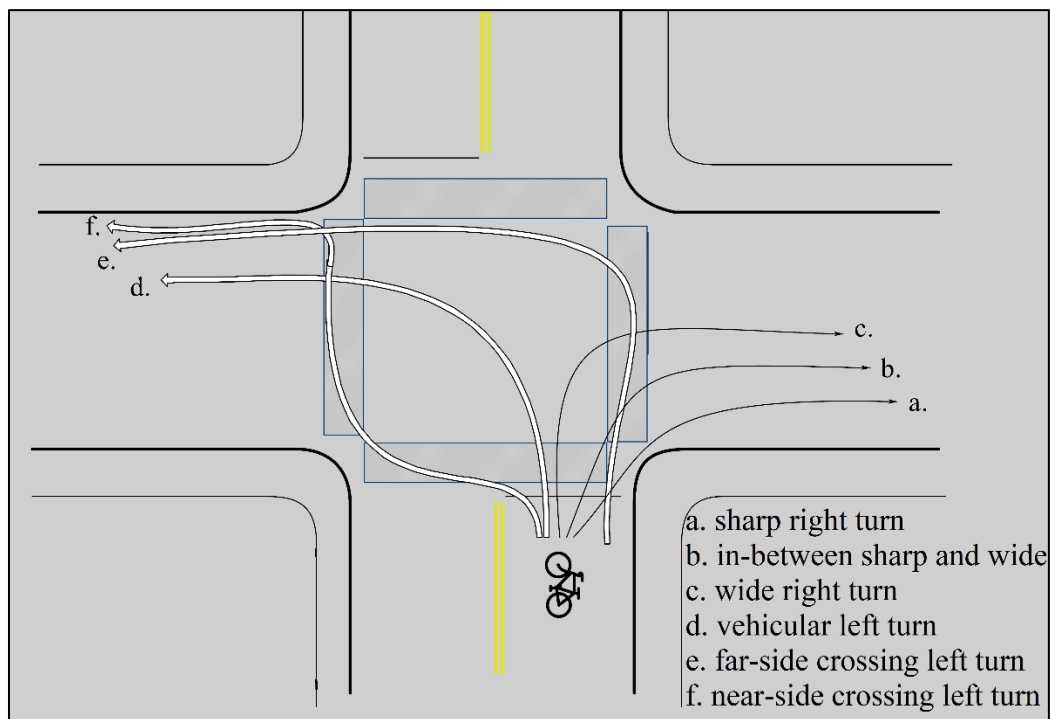 f.
e.
d.
c.
b.
a.
a. sharp right turn
b. in-between sharp and wide
c. wide right turn
d. vehicular left turn
e. far-side crossing left turn
f. near-side crossing left turn